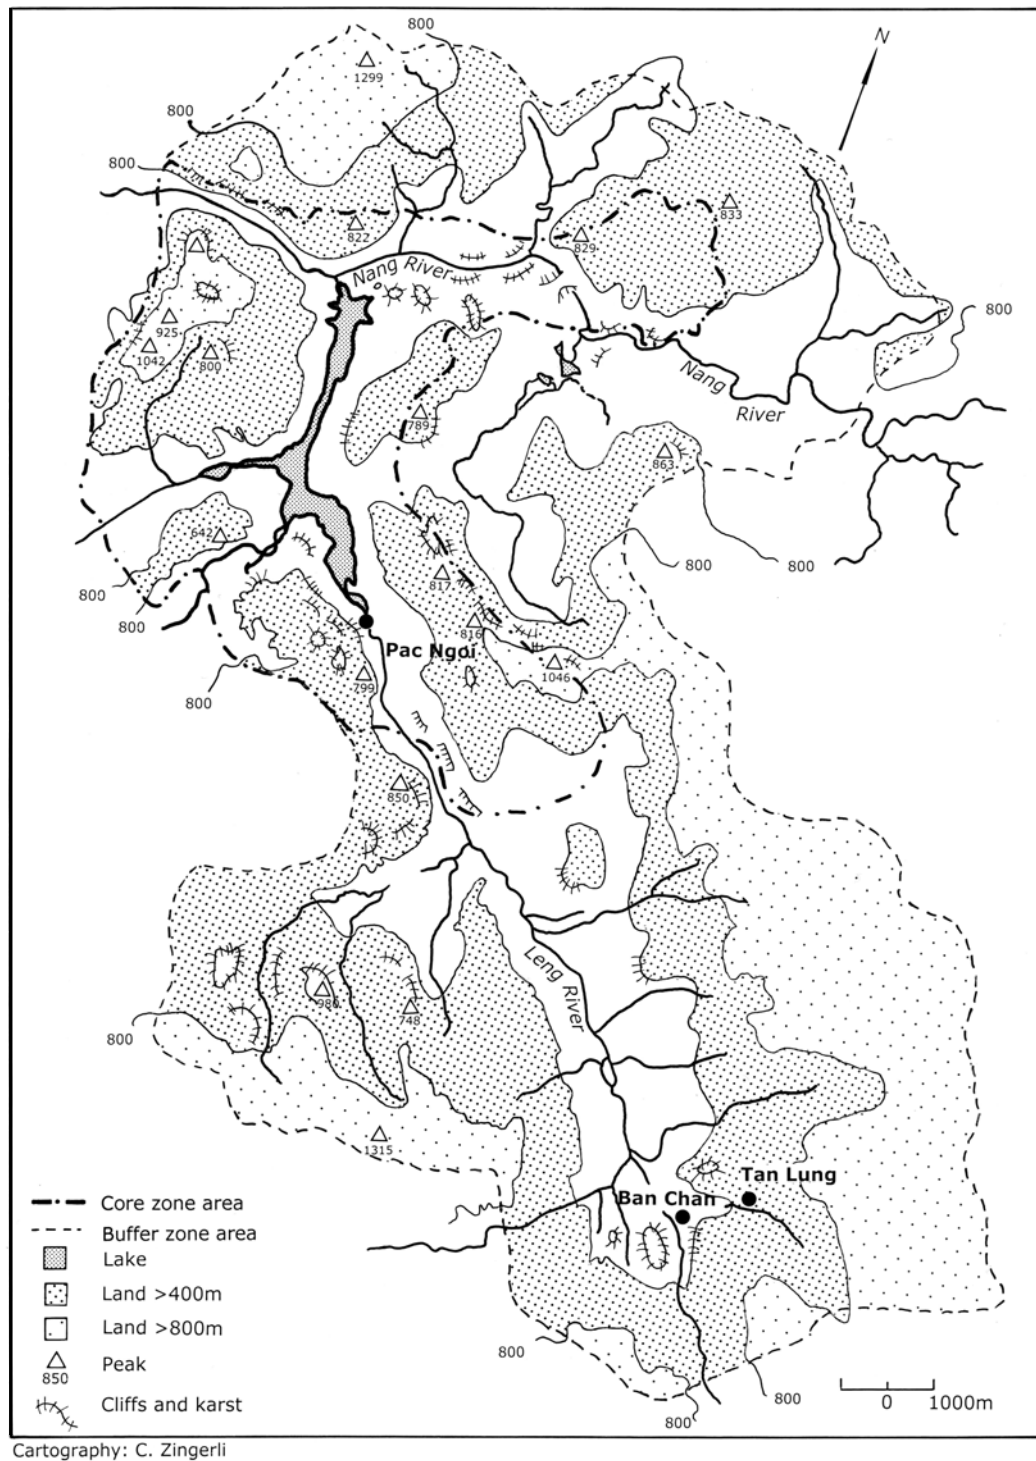 800
1299
N
800
800
833
822
829
Nang River
800
925
1042
800
Nang
River
789
863
642
800
800
800
817
800
816
Pac Ngoi
1046
799
800
850
Leng River
980
748
800
1315
Tan Lung
Ban Chan
Core zone area
Buffer zone area
Lake
Land >400m
Land >800m
Peak
850
Cliffs and karst
800
800
800
0 1000m
Cartography: C. Zingerli